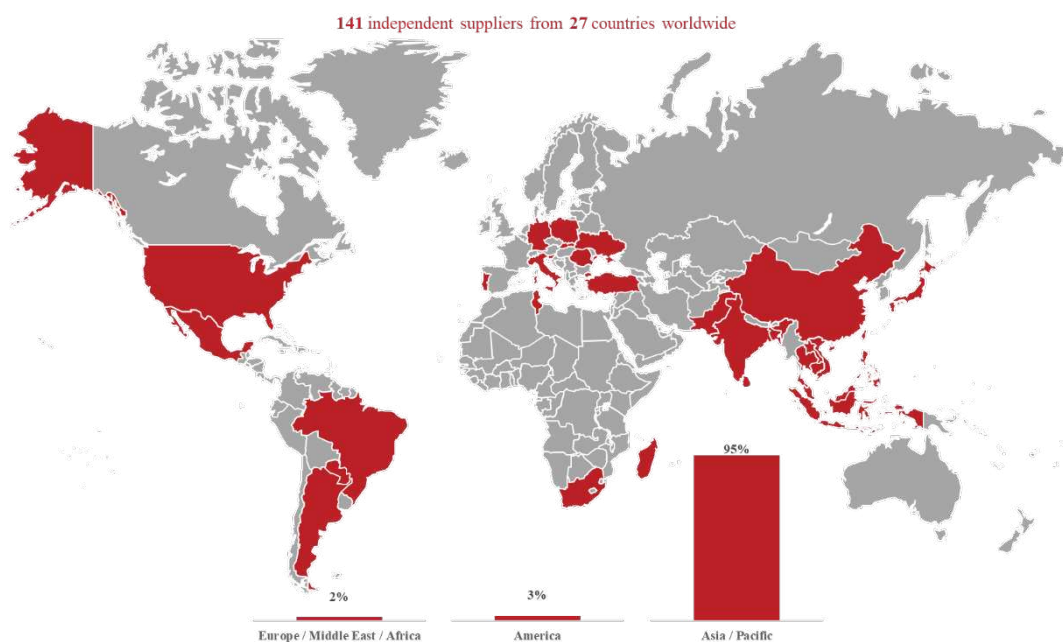 141 independent suppliers from 27 countries worldwide
95%
2%
3%
Europe / Middle East / Africa
America
Asia / Pacific